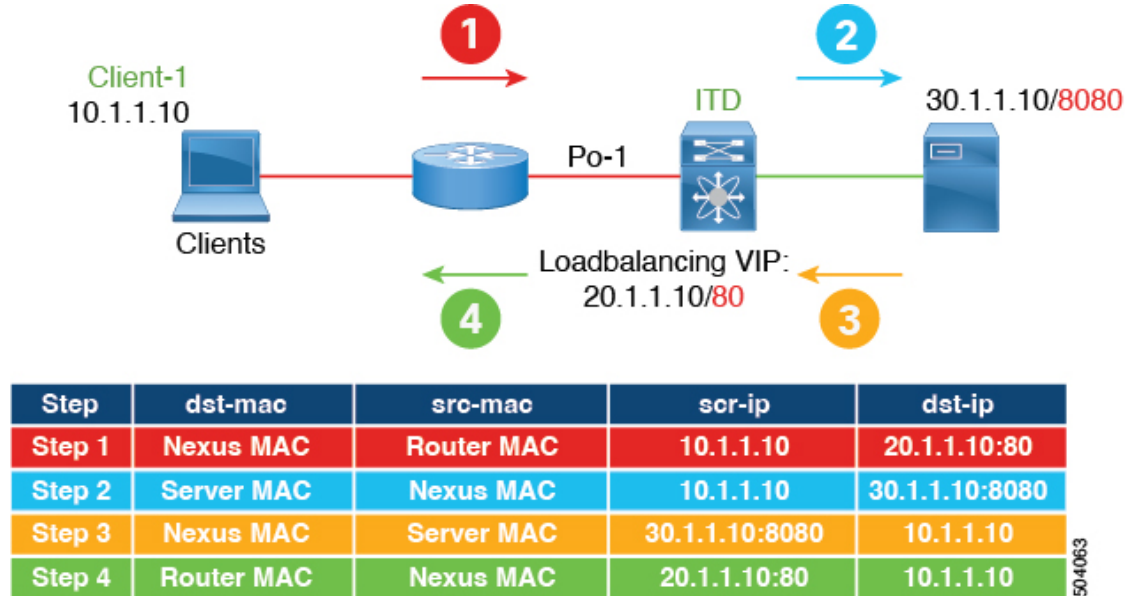 1
2
Client-1
10.1.1.10
ITD
30.1.1.10/8080
Po-1
Clients
Loadbalancing VIP:
20.1.1.10/80
4
3
Step dst-mac src-mac scr-ip dst-ip
Step 1 Nexus MAC Router MAC 10.1.1.10 20.1.1.10:80
Step 2 Server MAC Nexus MAC 10.1.1.10 30.1.1.10:8080
Step 3 Nexus MAC Server MAC 30.1.1.10:8080 10.1.1.10
Step 4 Router MAC Nexus MAC 20.1.1.10:80 10.1.1.10
504063